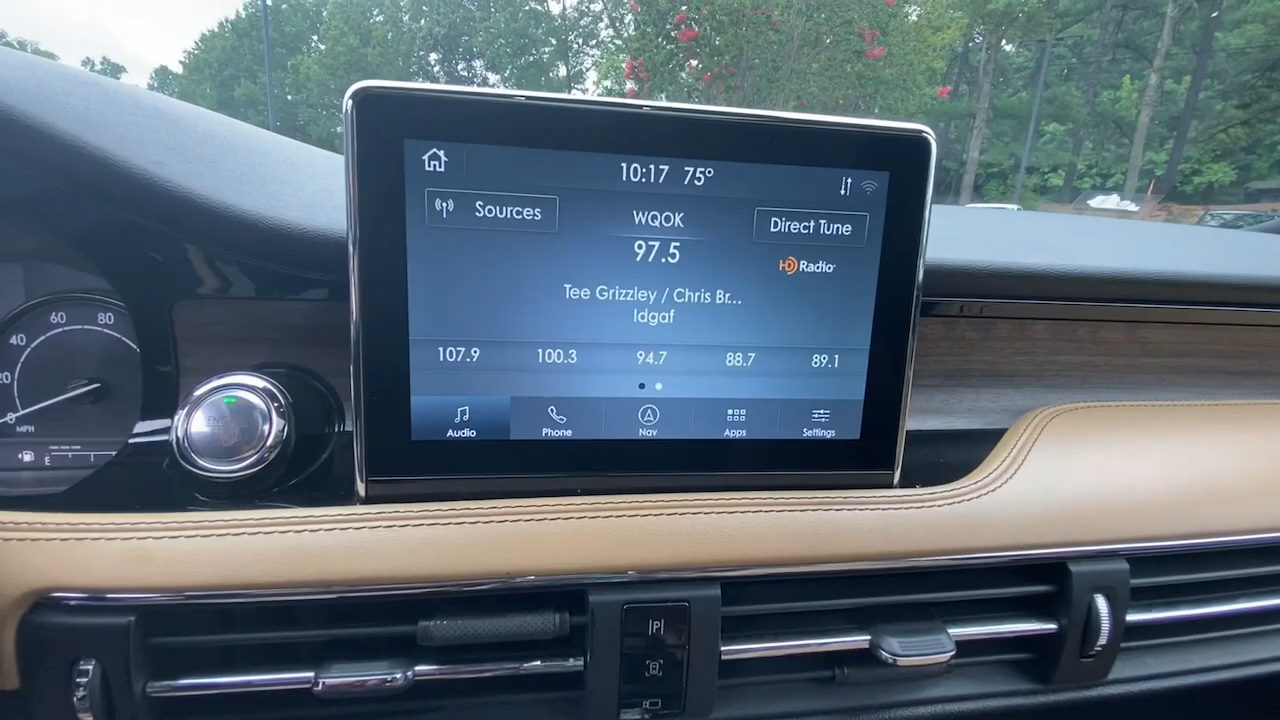 10:17 75°
Sources
WQOK
Direct Tune
97.5
HD Radio
Tee Grizzley / Chris Br...
Idgaf
107.9 100.3 94.7 88.7 89.1
Audio Phone Nav Apps Settings
60 80
40
20
0
MPH
E
P